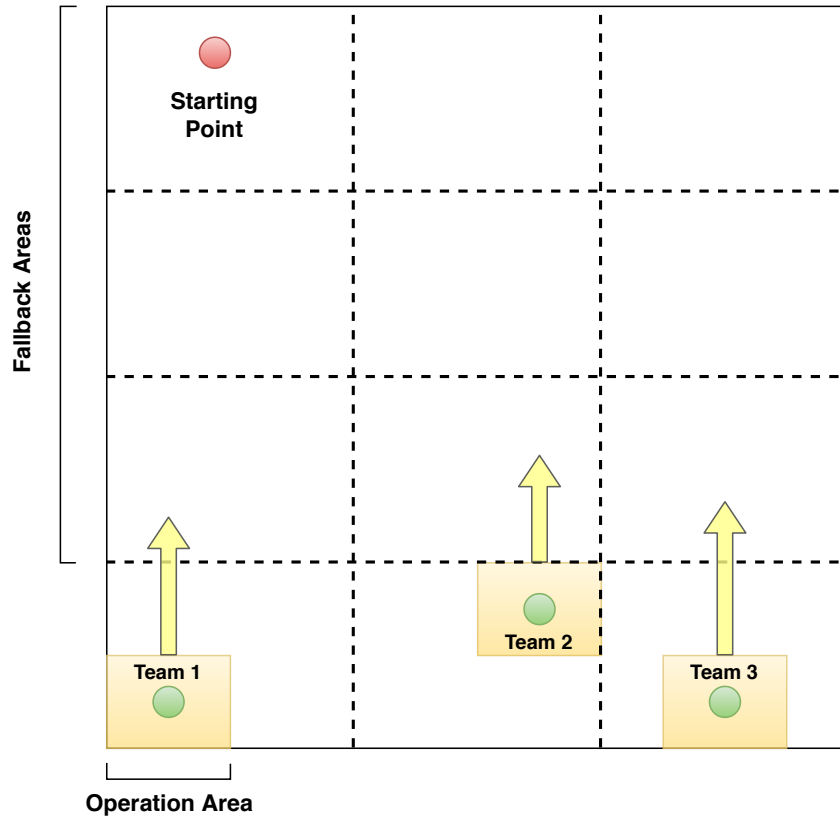 Starting
Point
Fallback Areas
Team 2
Team 1
Team 3
Operation Area